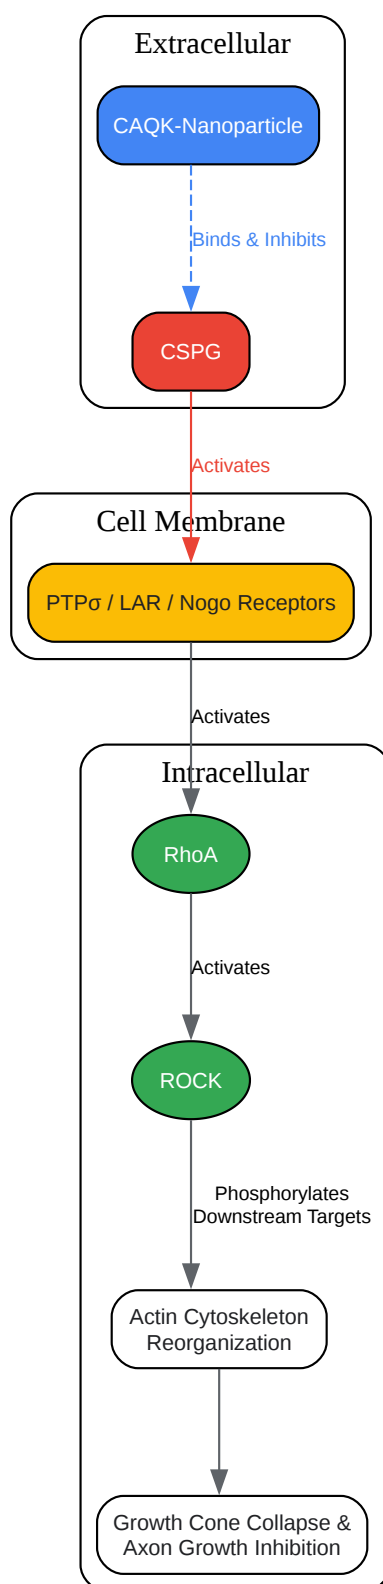 Extracellular
CAQK-Nanoparticle
Binds & Inhibits
CSPG
Activates
Cell Membrane
PTPσ / LAR / Nogo Receptors
Activates
Intracellular
RhoA
Activates
ROCK
Phosphorylates
Downstream Targets
Actin Cytoskeleton
Reorganization
Growth Cone Collapse &
Axon Growth Inhibition